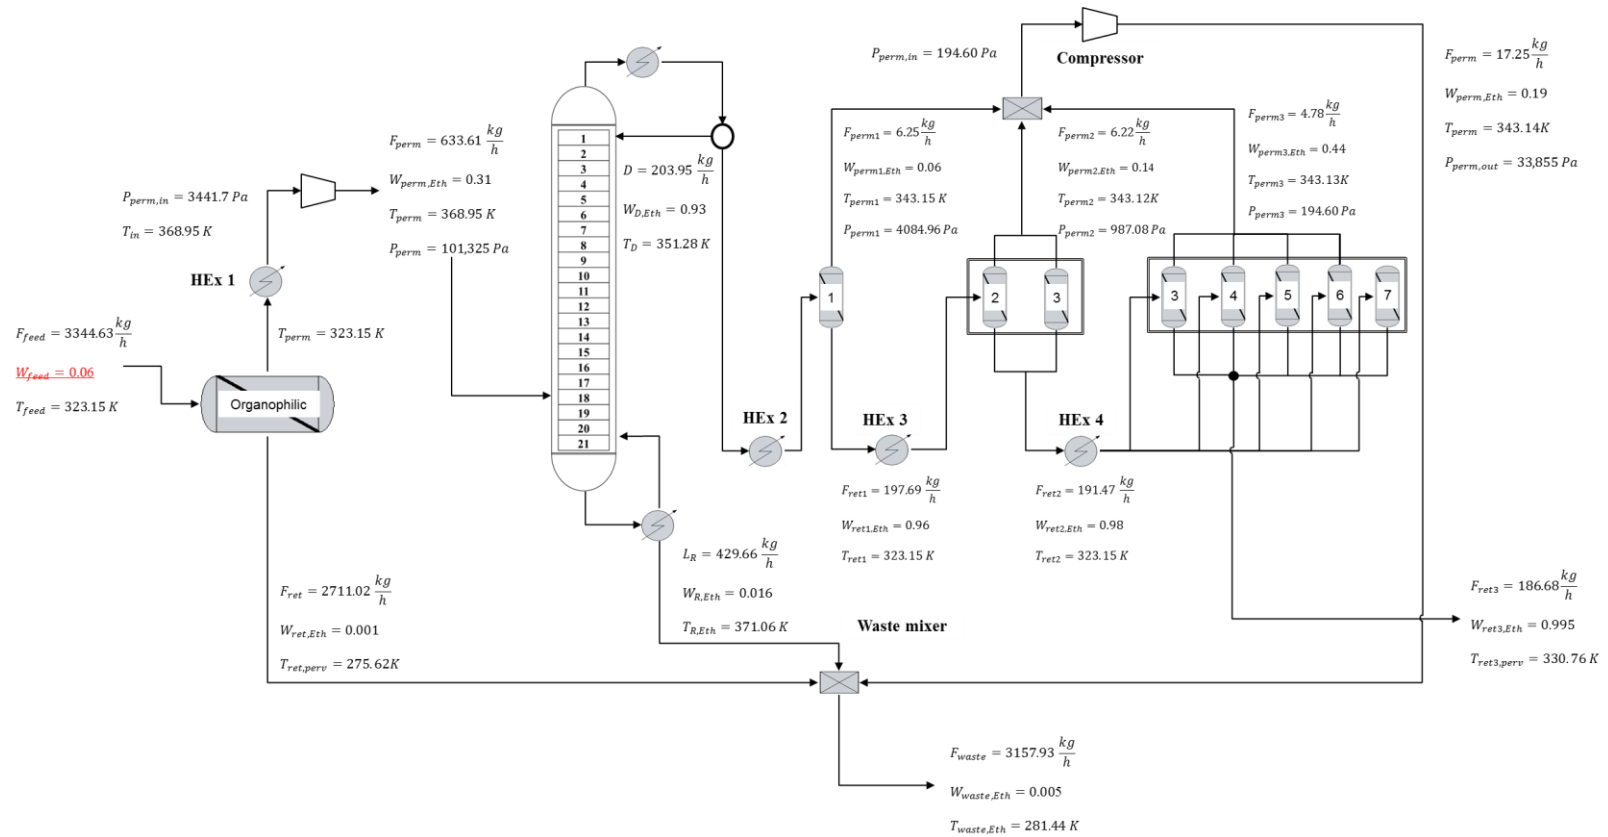 F_feed = 3344.63 kg/h
W_feed = 0.06
T_feed = 323.15 K
Organophilic
HEx 1
T_perm = 323.15 K
P_perm,in = 3441.7 Pa
T_in = 368.95 K
F_perm = 633.61 kg/h
W_perm,Eth = 0.31
T_perm = 368.95 K
P_perm = 101,325 Pa
F_ret = 2711.02 kg/h
W_ret,Eth = 0.001
T_ret,perv = 275.62K
1
2
3
4
5
6
7
8
9
10
11
12
13
14
15
16
17
18
19
20
21
D = 203.95 kg/h
W_D,Eth = 0.93
T_D = 351.28 K
L_R = 429.66 kg/h
W_R,Eth = 0.016
T_R,Eth = 371.06 K
HEx 2
1
HEx 3
2
3
HEx 4
3
4
5
6
7
P_perm,in = 194.60 Pa
Compressor
F_perm1 = 6.25 kg/h
W_perm1,Eth = 0.06
T_perm1 = 343.15 K
P_perm1 = 4084.96 Pa
F_perm2 = 6.22 kg/h
W_perm2,Eth = 0.14
T_perm2 = 343.12K
P_perm2 = 987.08 Pa
F_perm3 = 4.78 kg/h
W_perm3,Eth = 0.44
T_perm3 = 343.13K
P_perm3 = 194.60 Pa
F_perm = 17.25 kg/h
W_perm,Eth = 0.19
T_perm = 343.14K
P_perm,out = 33,855 Pa
F_ret1 = 197.69 kg/h
W_ret1,Eth = 0.96
T_ret1 = 323.15 K
F_ret2 = 191.47 kg/h
W_ret2,Eth = 0.98
T_ret2 = 323.15 K
F_ret3 = 186.68 kg/h
W_ret3,Eth = 0.995
T_ret3,perv = 330.76 K
Waste mixer
F_waste = 3157.93 kg/h
W_waste,Eth = 0.005
T_waste,Eth = 281.44 K